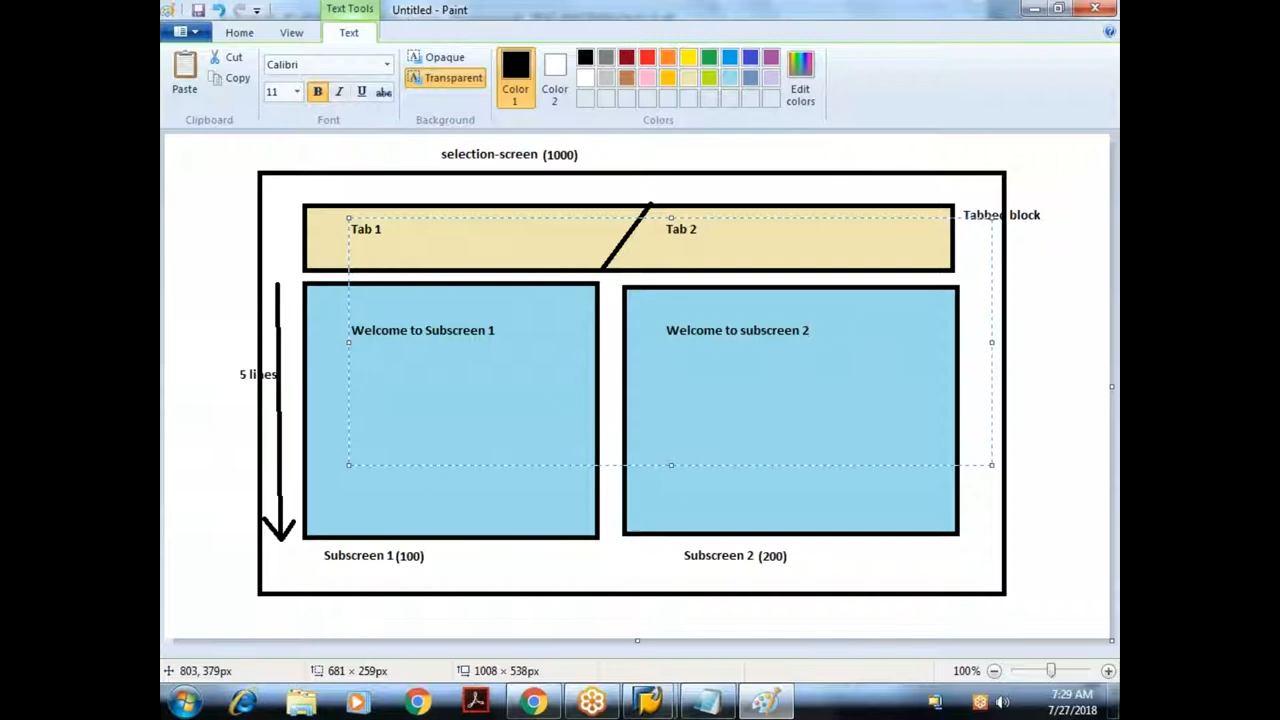 Text Tools
Untitled - Paint
Home View Text
Paste
Cut
Copy
Clipboard
Calibri
11 B I U abc
Font
Opaque
Transparent
Background
Color 1
Color 2
Edit colors
Colors
selection-screen (1000)
Tabbed block
Tab 1 Tab 2
Welcome to Subscreen 1 Welcome to subscreen 2
5 lines
Subscreen 1 (100) Subscreen 2 (200)
803, 379px 681 × 259px 1008 × 538px 100%
7:29 AM
7/27/2018